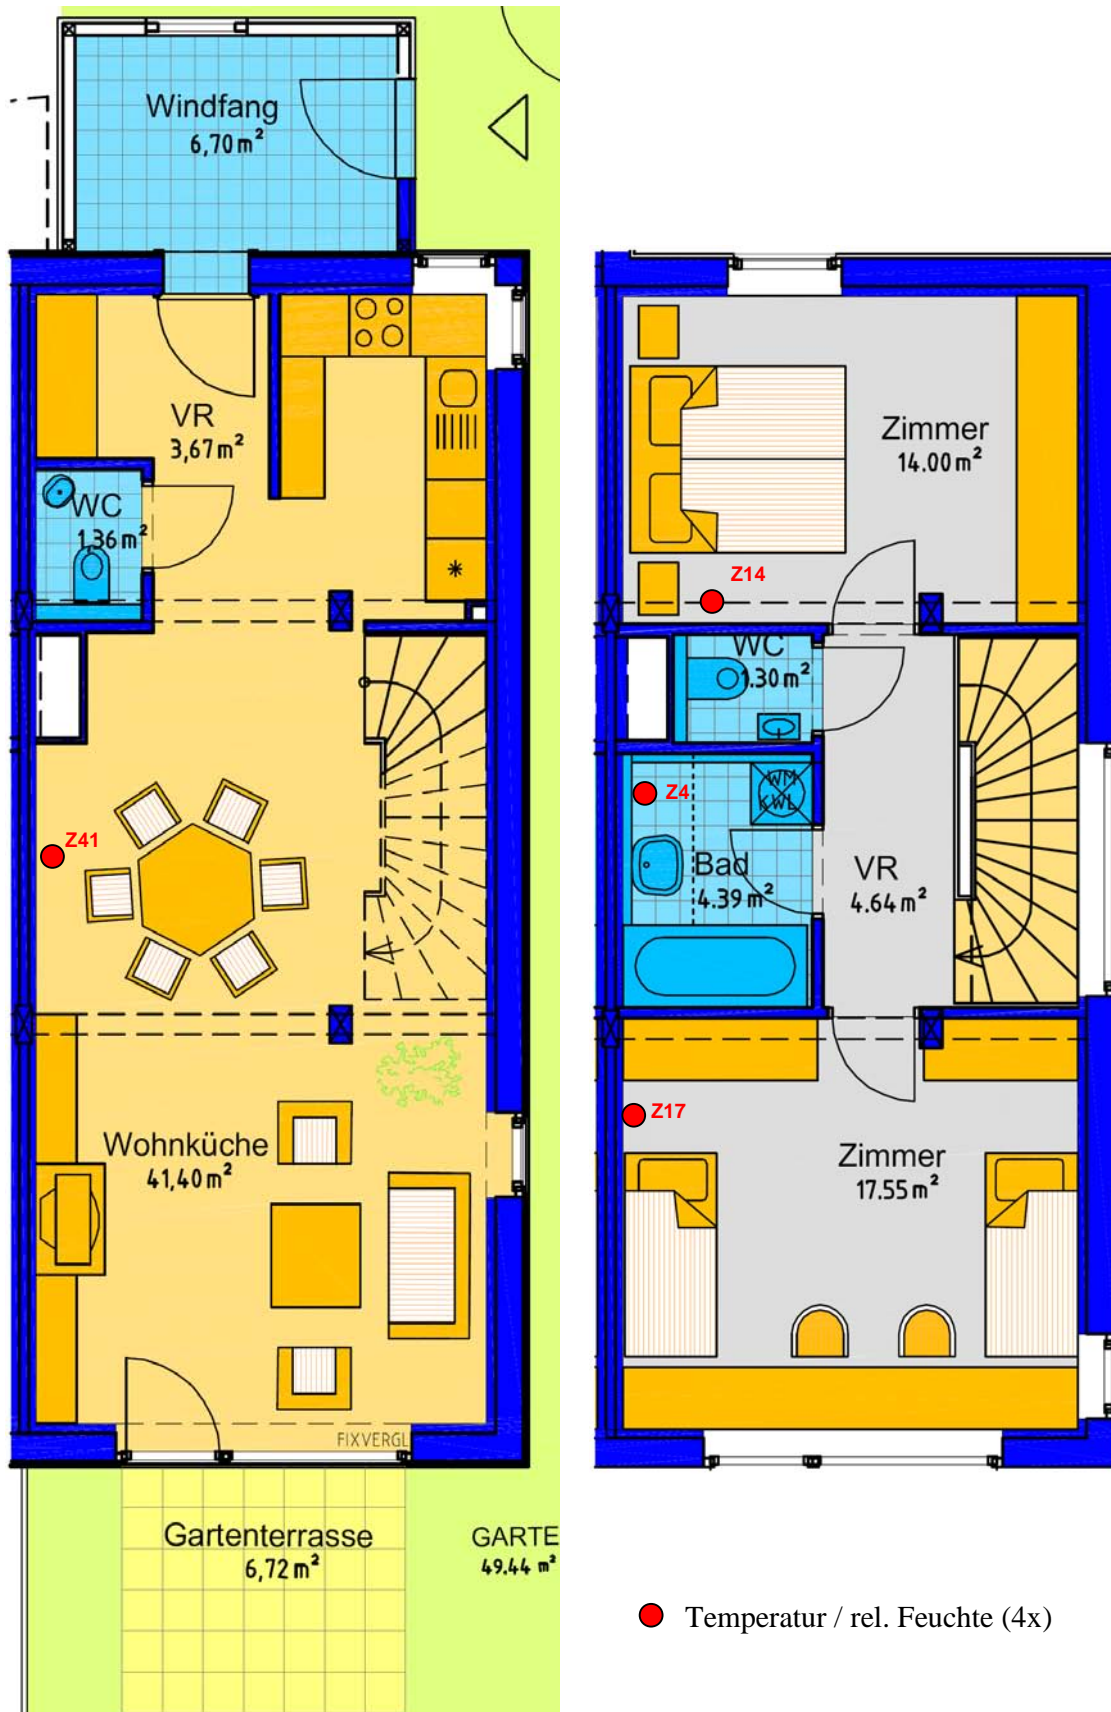 Windfang
6,70 m²
VR
3,67 m²
WC
1,36 m²
Z41
Wohnküche
41,40 m²
FIXVERGL
Gartenterrasse
6,72 m²
GARTE
49.44 m²
Zimmer
14.00 m²
Z14
WC
1.30 m²
Z4
WM
KWL
Bad
4.39 m²
VR
4.64 m²
Z17
Zimmer
17.55 m²
Temperatur / rel. Feuchte (4x)